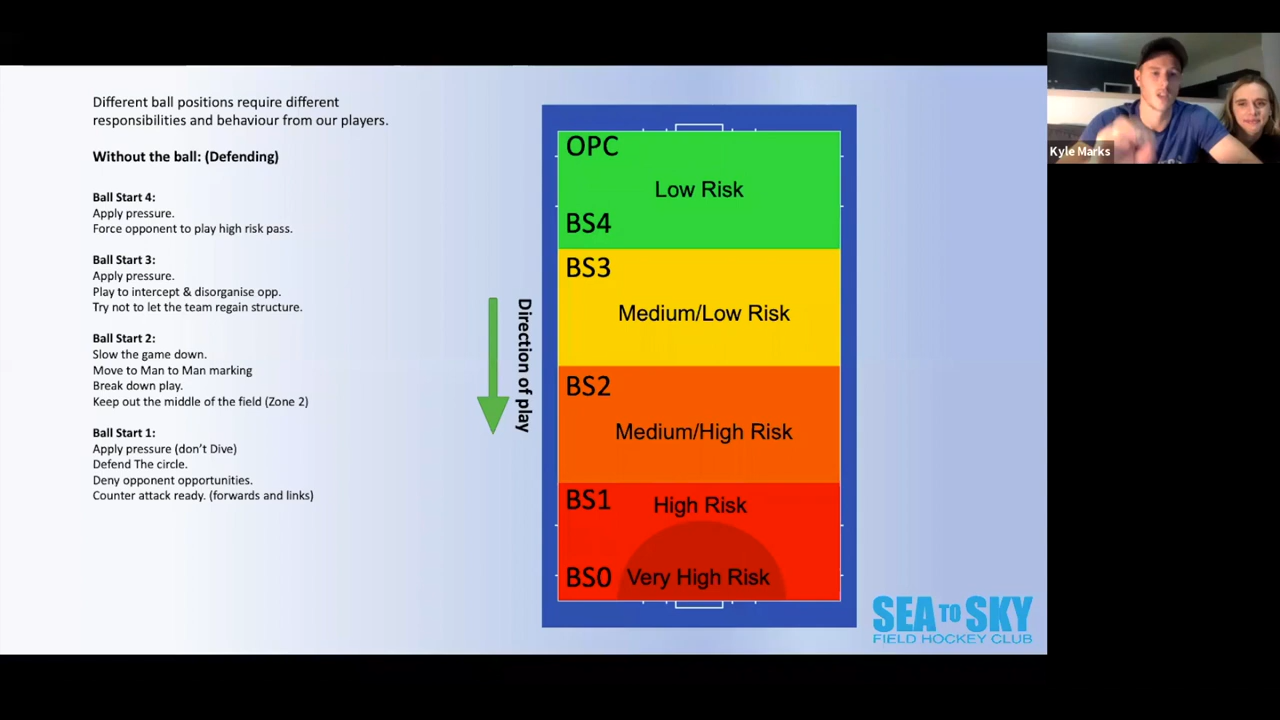 Different ball positions require different
responsibilities and behaviour from our players.
Without the ball: (Defending)
Ball Start 4:
Apply pressure.
Force opponent to play high risk pass.
Ball Start 3:
Apply pressure.
Play to intercept & disorganise opp.
Try not to let the team regain structure.
Ball Start 2:
Slow the game down.
Move to Man to Man marking
Break down play.
Keep out the middle of the field (Zone 2)
Ball Start 1:
Apply pressure (don't Dive)
Defend The circle.
Deny opponent opportunities.
Counter attack ready. (forwards and links)
Direction of play
OPC
Low Risk
BS4
BS3
Medium/Low Risk
BS2
Medium/High Risk
BS1 High Risk
BS0 Very High Risk
SEA TO SKY
FIELD HOCKEY CLUB
Kyle Marks